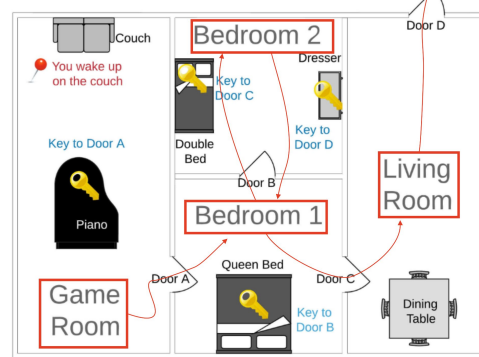 Door D
Bedroom 2
Couch
Dresser
You wake up
on the couch
Key to
Door C
Key to Door A
Key to
Door D
Double
Bed
Living
Room
Door B
Piano
Bedroom 1
Queen Bed
Door A
Door C
Game
Room
Key to
Door B
Dining
Table